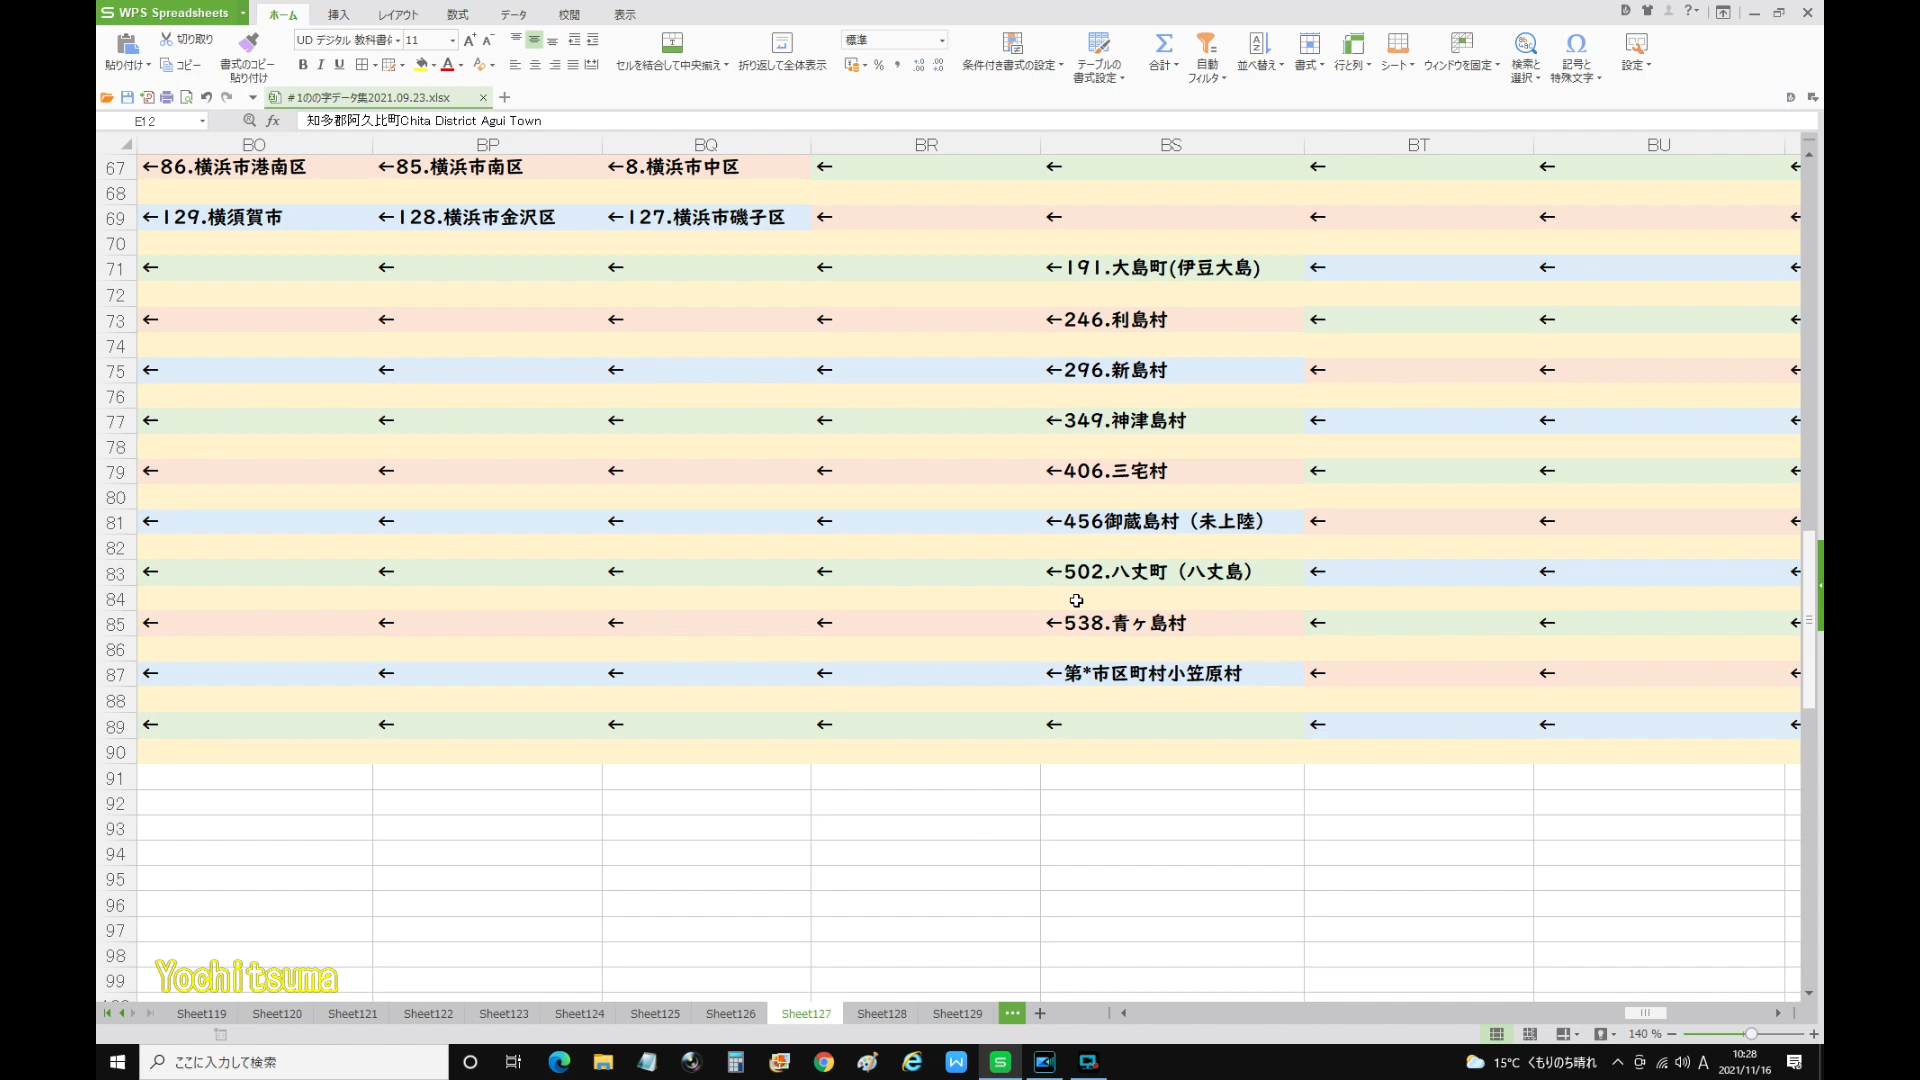 WPS Spreadsheets ホーム 挿入 レイアウト 数式 データ 校閲 表示
貼り付け 切り取り コピー 書式のコピー 貼り付け UD デジタル 教科書 11 標準
B I U セルを結合して中央揃え 折り返して全体表示 条件付き書式の設定 テーブルの書式設定 合計 自動フィルタ 並べ替え 書式 行と列 シート ウィンドウを固定 検索と選択 記号と特殊文字 設定
#1のの字データ集2021.09.23.xlsx
E12 fx 知多郡阿久比町Chita District Agui Town
BO BP BQ BR BS BT BU
67 ←86.横浜市港南区 ←85.横浜市南区 ←8.横浜市中区 ← ← ← ← ←
68
69 ←129.横須賀市 ←128.横浜市金沢区 ←127.横浜市磯子区 ← ← ← ← ←
70
71 ← ← ← ← ←191.大島町(伊豆大島) ← ← ←
72
73 ← ← ← ← ←246.利島村 ← ← ←
74
75 ← ← ← ← ←296.新島村 ← ← ←
76
77 ← ← ← ← ←349.神津島村 ← ← ←
78
79 ← ← ← ← ←406.三宅村 ← ← ←
80
81 ← ← ← ← ←456御蔵島村（未上陸） ← ← ←
82
83 ← ← ← ← ←502.八丈町（八丈島） ← ← ←
84
85 ← ← ← ← ←538.青ヶ島村 ← ← ←
86
87 ← ← ← ← ←第*市区町村小笠原村 ← ← ←
88
89 ← ← ← ← ← ← ← ←
90
91
92
93
94
95
96
97
98
99
Yochitsuma
Sheet119 Sheet120 Sheet121 Sheet122 Sheet123 Sheet124 Sheet125 Sheet126 Sheet127 Sheet128 Sheet129
140 %
ここに入力して検索 15°C くもりのち晴れ A 10:28
2021/11/16